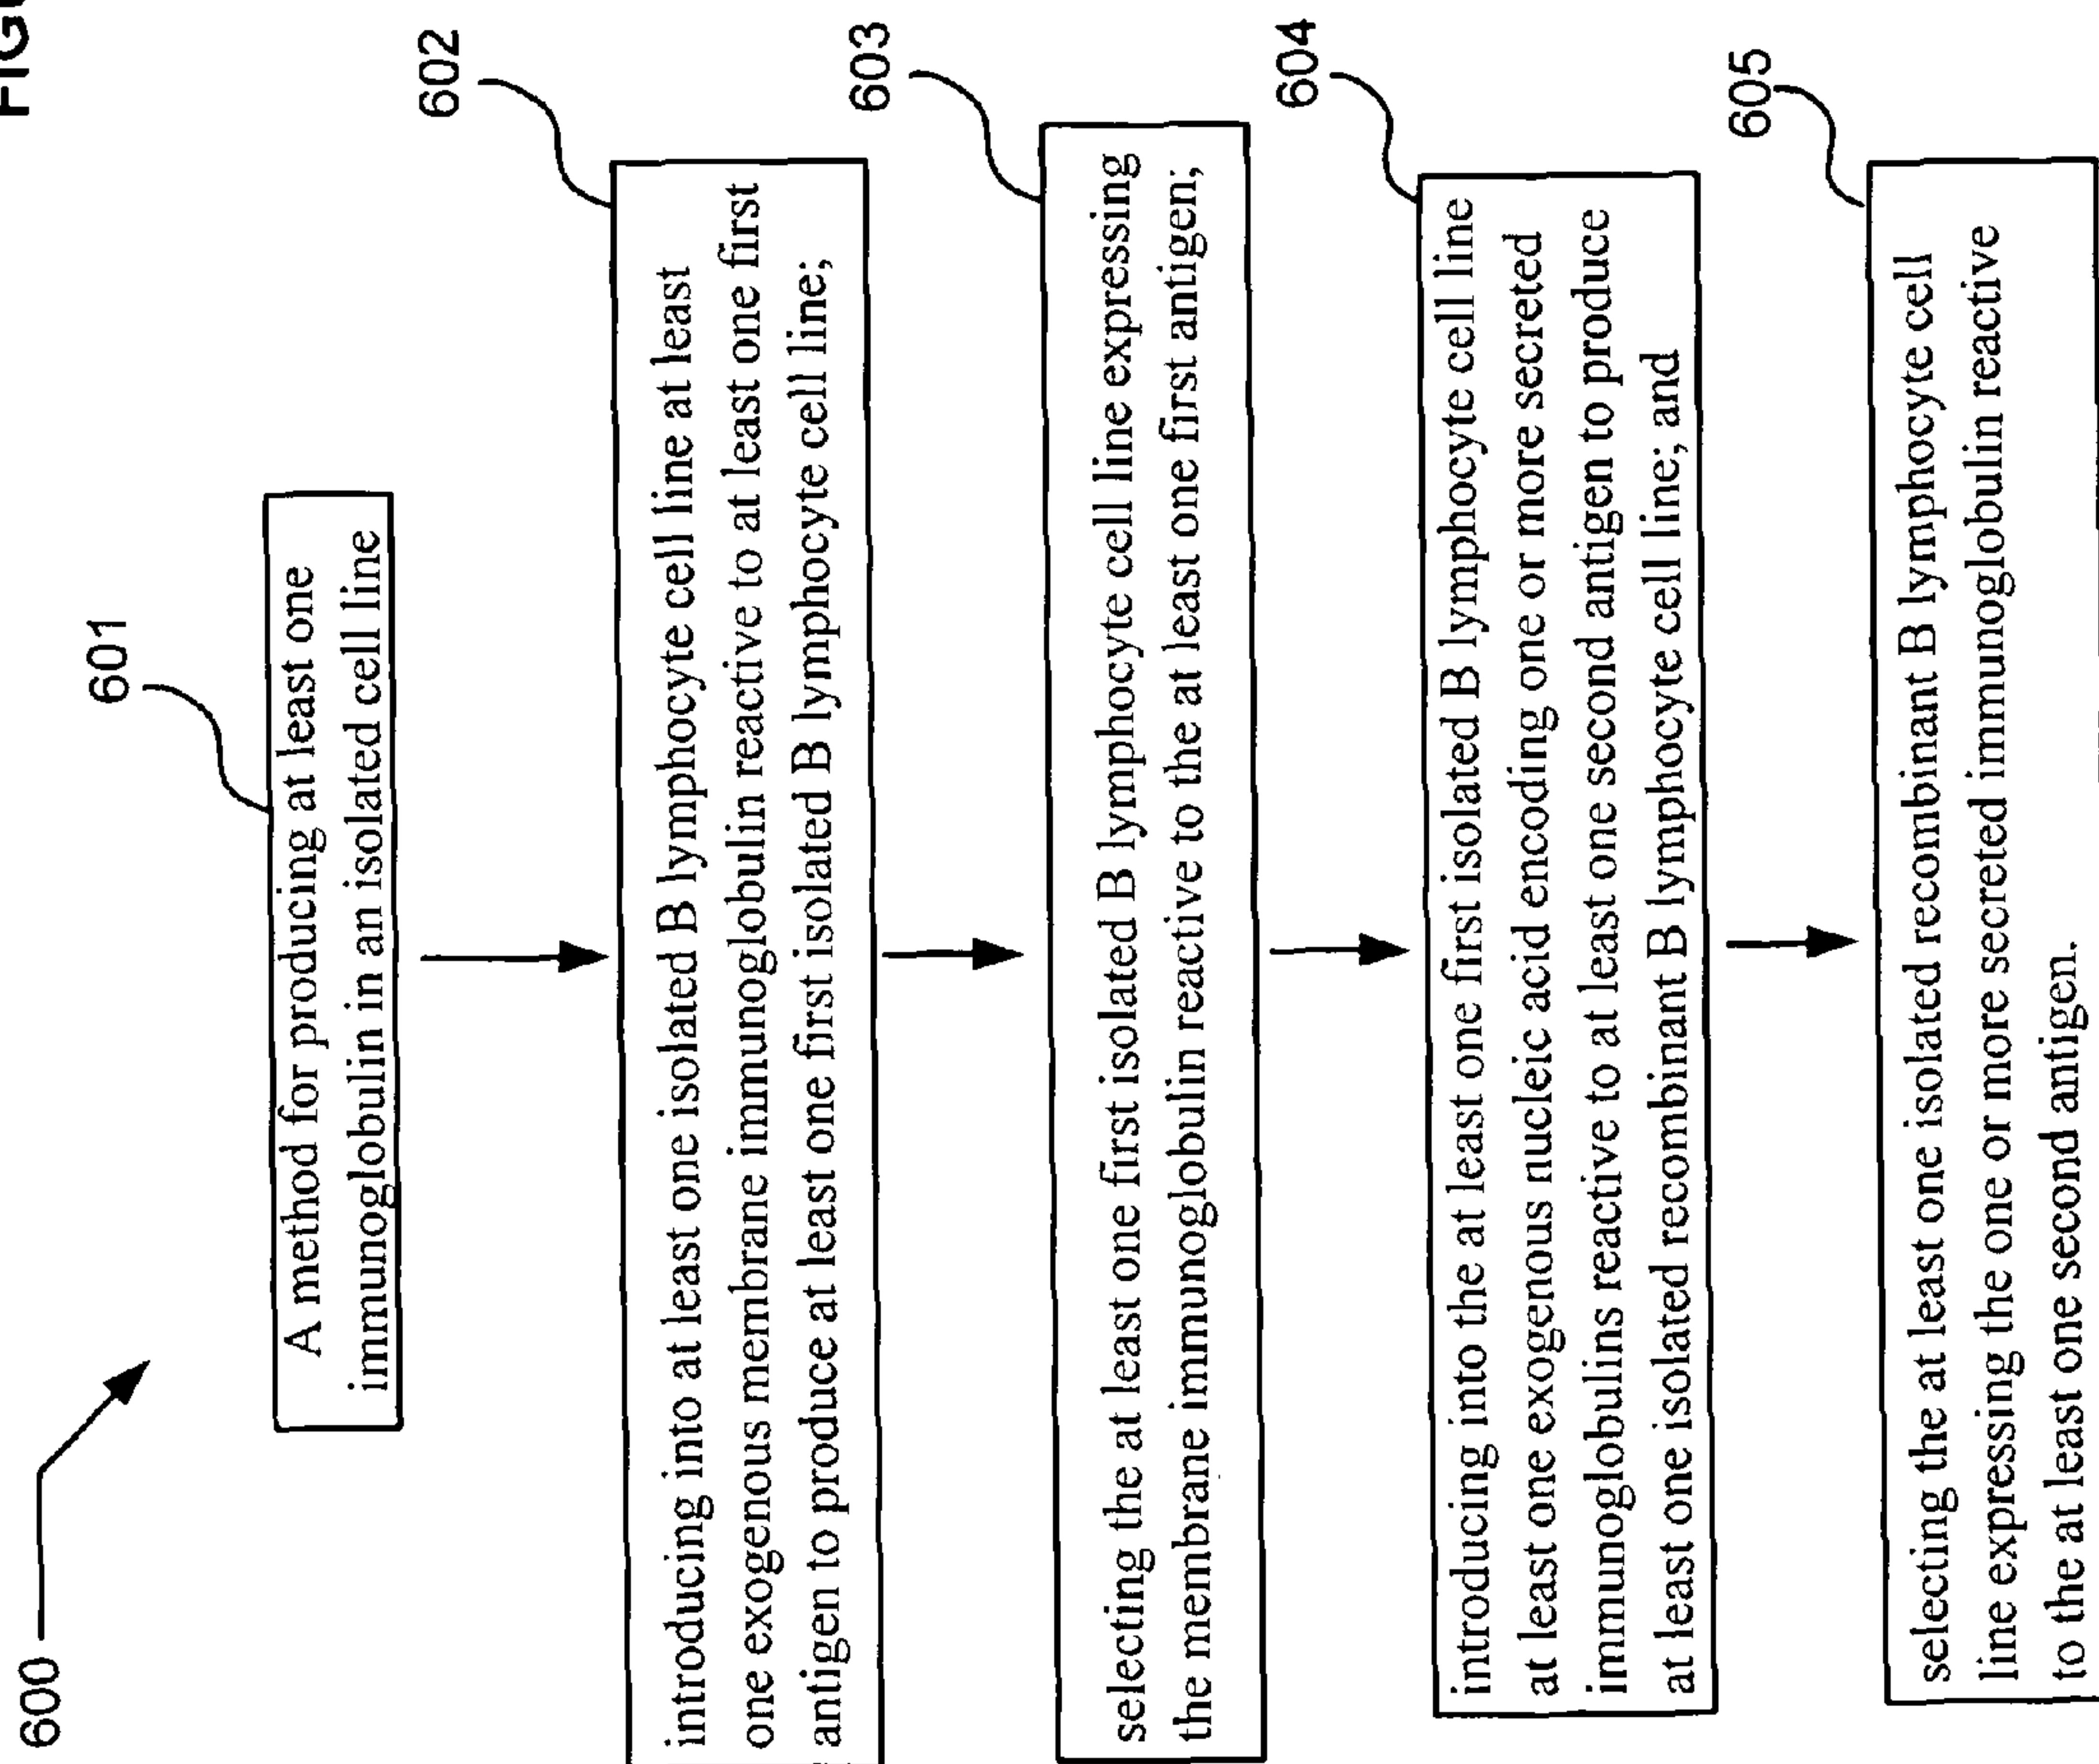 600
601
A method for producing at least one
immunoglobulin in an isolated cell line
602
introducing into at least one isolated B lymphocyte cell line at least
one exogenous membrane immunoglobulin reactive to at least one first
antigen to produce at least one first isolated B lymphocyte cell line;
603
selecting the at least one first isolated B lymphocyte cell line expressing
the membrane immunoglobulin reactive to the at least one first antigen;
604
introducing into the at least one first isolated B lymphocyte cell line
at least one exogenous nucleic acid encoding one or more secreted
immunoglobulins reactive to at least one second antigen to produce
at least one isolated recombinant B lymphocyte cell line; and
605
selecting the at least one isolated recombinant B lymphocyte cell
line expressing the one or more secreted immunoglobulin reactive
to the at least one second antigen.